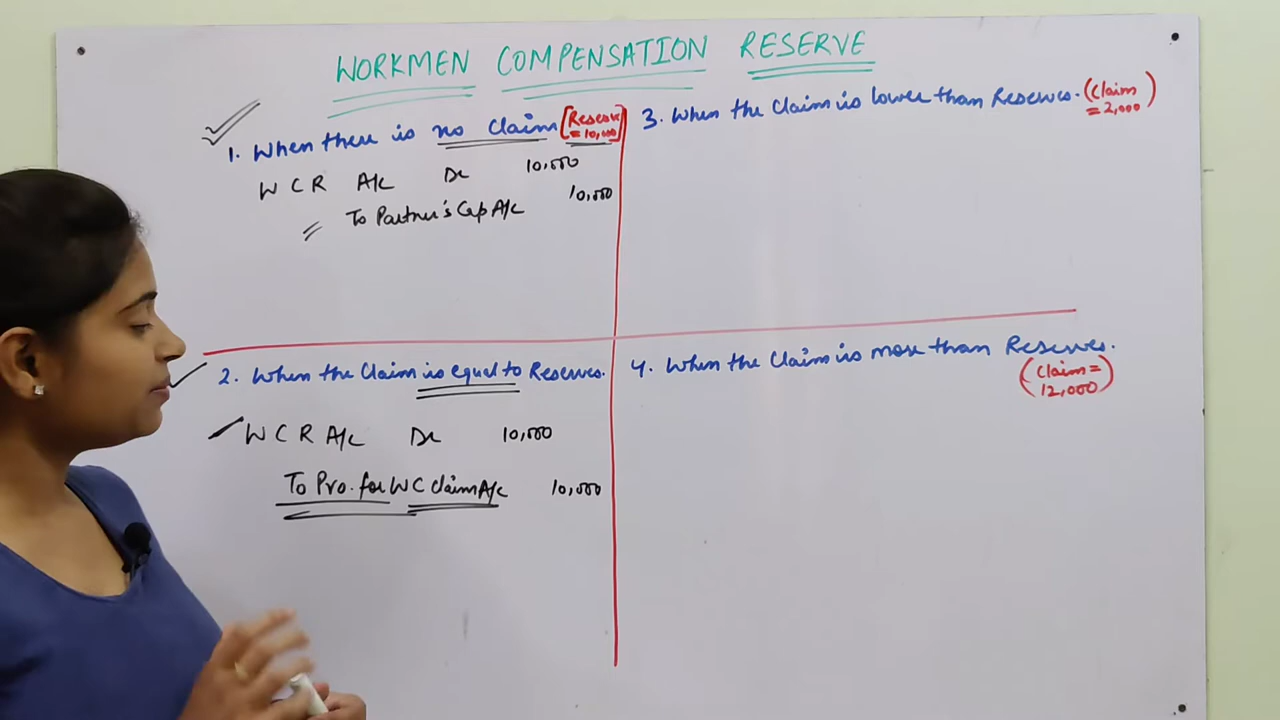 WORKMEN COMPENSATION RESERVE
1. When there is no Claim [Reserve = 10,000]
W C R A/c Dr 10,000
To Partner's Cap A/c 10,000
2. When the Claim is equal to Reserves.
W C R A/c Dr 10,000
To Pro. for WC Claim A/c 10,000
3. When the Claim is lower than Reserves. (Claim = 2,000)
4. When the Claim is more than Reserves.
(Claim = 12,000)